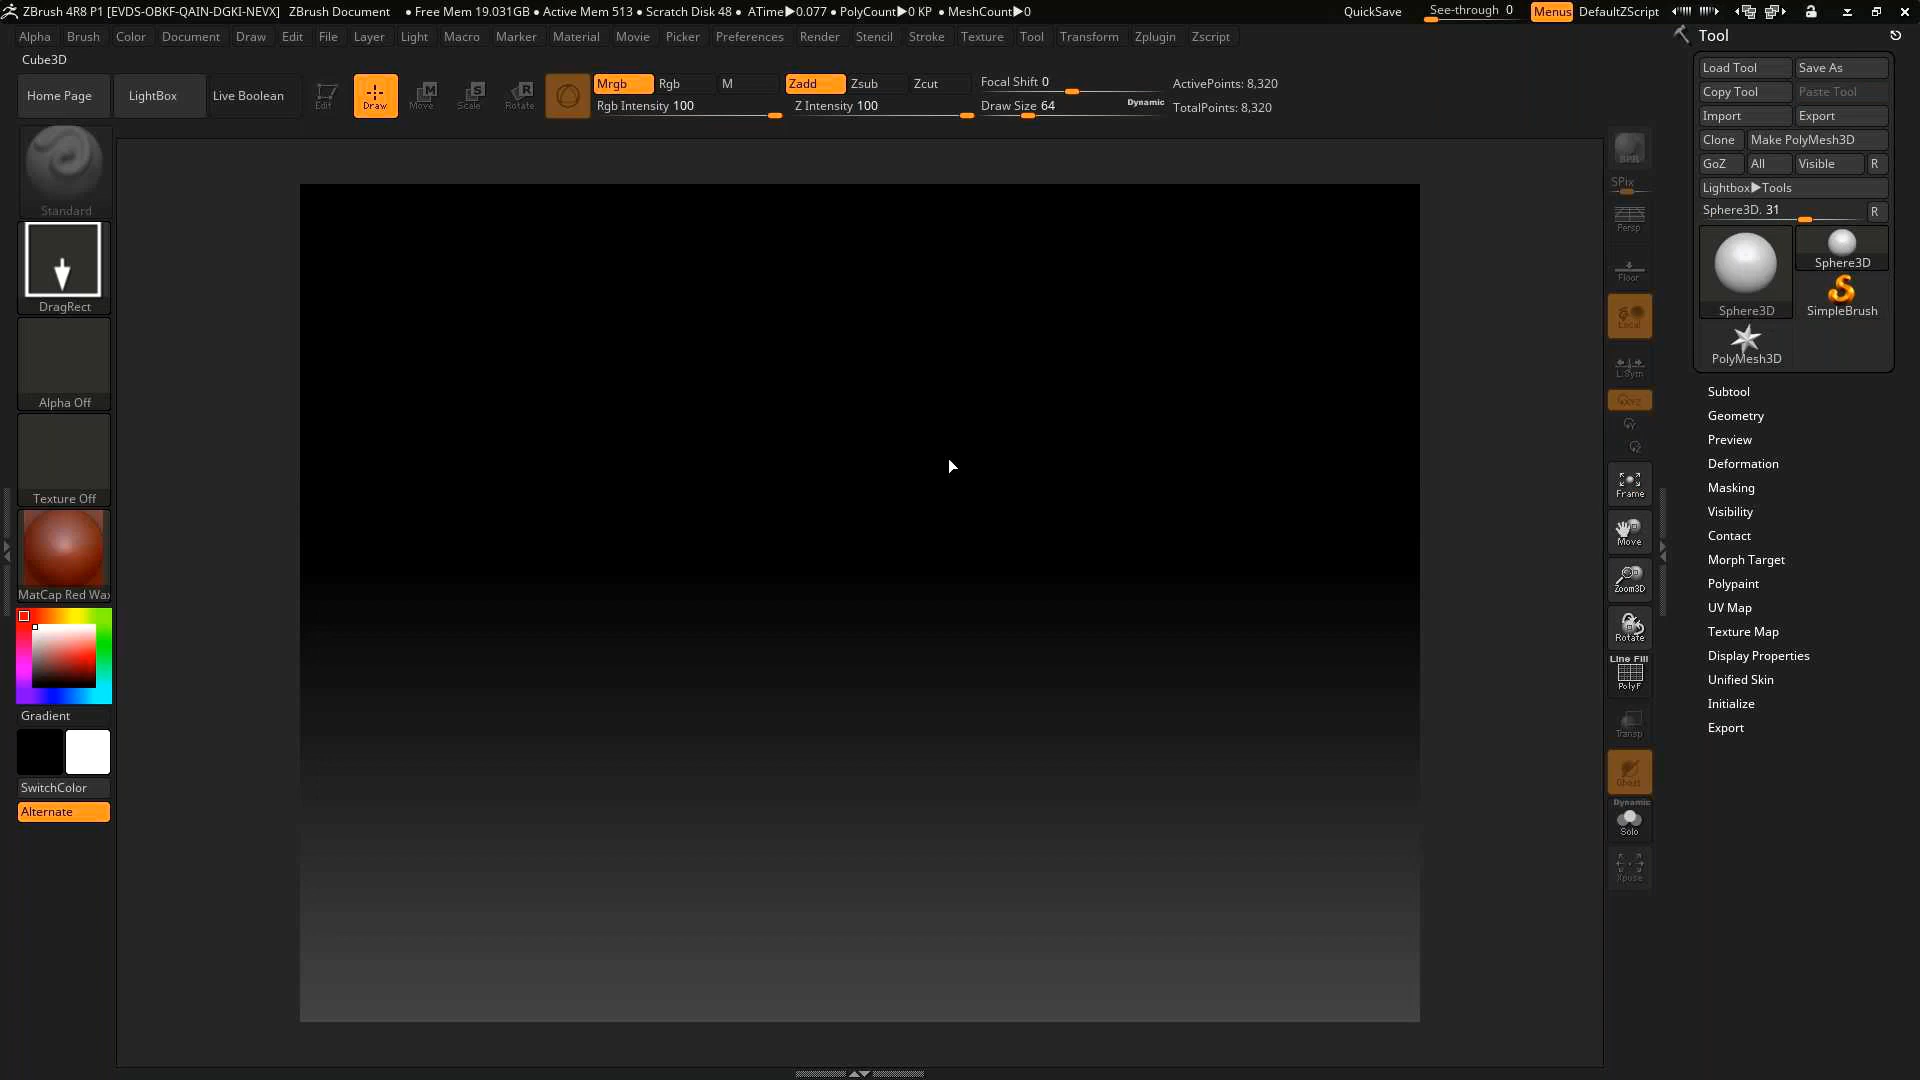 ZBrush 4R8 P1 [EVDS-OBKF-QAIN-DGKI-NEVX] ZBrush Document • Free Mem 19.031GB • Active Mem 513 • Scratch Disk 48 • ATime▶0.077 • PolyCount▶0 KP • MeshCount▶0 QuickSave See-through 0 Menus DefaultZScript
Alpha Brush Color Document Draw Edit File Layer Light Macro Marker Material Movie Picker Preferences Render Stencil Stroke Texture Tool Transform Zplugin Zscript
Cube3D
Home Page LightBox Live Boolean Edit Draw Move Scale Rotate
Mrgb Rgb M Zadd Zsub Zcut Focal Shift 0 ActivePoints: 8,320
Rgb Intensity 100 Z Intensity 100 Draw Size 64 Dynamic TotalPoints: 8,320
Standard
DragRect
Alpha Off
Texture Off
MatCap Red Wax
Gradient
SwitchColor
Alternate
BPR
SPix
Persp
Floor
Local
L.Sym
XYZ
Y
Z
Frame
Move
Zoom3D
Rotate
Line Fill
PolyF
Transp
Ghost
Dynamic
Solo
Xpose
Tool
Load Tool Save As
Copy Tool Paste Tool
Import Export
Clone Make PolyMesh3D
GoZ All Visible R
Lightbox▶Tools
Sphere3D. 31 R
Sphere3D
Sphere3D SimpleBrush
PolyMesh3D
Subtool
Geometry
Preview
Deformation
Masking
Visibility
Contact
Morph Target
Polypaint
UV Map
Texture Map
Display Properties
Unified Skin
Initialize
Export